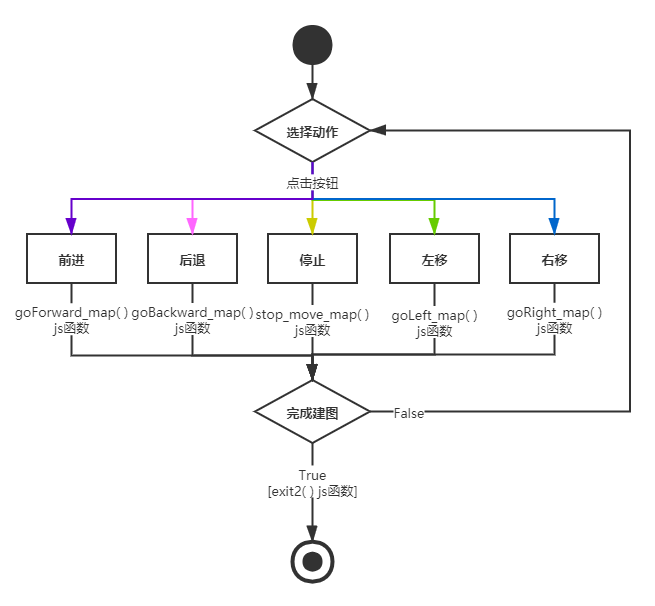 选择动作
点击按钮
前进
后退
停止
左移
右移
goForward_map( )
js函数
goBackward_map( )
js函数
stop_move_map( )
js函数
goLeft_map( )
js函数
goRight_map( )
js函数
完成建图
False
True
[exit2( ) js函数]